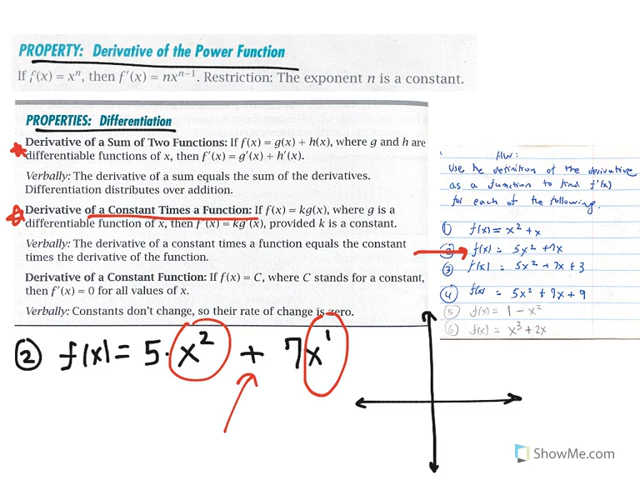 PROPERTY: Derivative of the Power Function
If f(x) = xⁿ, then f′(x) = nxⁿ⁻¹. Restriction: The exponent n is a constant.
PROPERTIES: Differentiation
Derivative of a Sum of Two Functions: If f(x) = g(x) + h(x), where g and h are
differentiable functions of x, then f′(x) = g′(x) + h′(x).
Verbally: The derivative of a sum equals the sum of the derivatives.
Differentiation distributes over addition.
Derivative of a Constant Times a Function: If f(x) = kg(x), where g is a
differentiable function of x, then f′(x) = kg′(x), provided k is a constant.
Verbally: The derivative of a constant times a function equals the constant
times the derivative of the function.
Derivative of a Constant Function: If f(x) = C, where C stands for a constant,
then f′(x) = 0 for all values of x.
Verbally: Constants don't change, so their rate of change is zero.
② f(x) = 5·x² + 7x¹
HW:
Use the definition of the derivative
as a function to find f'(x)
for each of the following.
① f(x) = x² + x
② f(x) = 5x² + 7x
③ f(x) = 5x² + 7x + 3
④ f(x) = 5x² + 7x + 9
⑤ f(x) = 1 - x²
⑥ f(x) = x³ + 2x
ShowMe.com